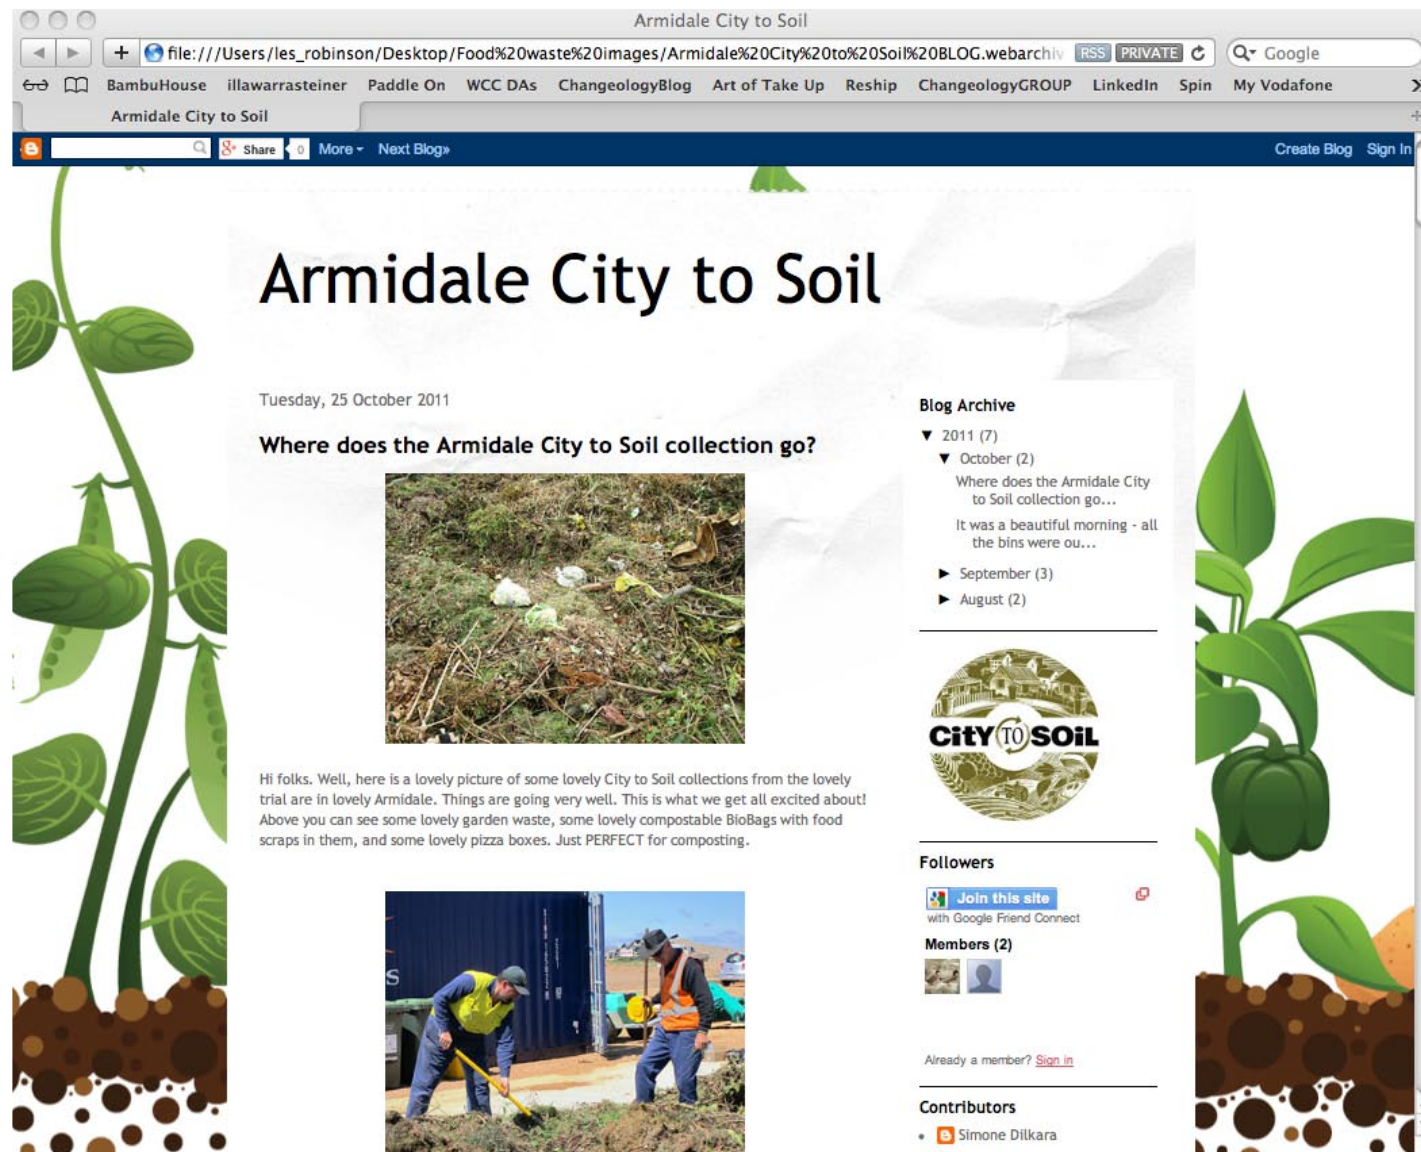 Armidale City to Soil
file:///Users/les_robinson/Desktop/Food%20waste%20images/Armidale%20City%20to%20Soil%20BLOG.webarchiv RSS PRIVATE Google
BambuHouse illawarrasteiner Paddle On WCC DAs ChangeologyBlog Art of Take Up Reship ChangeologyGROUP LinkedIn Spin My Vodafone
Armidale City to Soil
Share 0 More Next Blog» Create Blog Sign In
Armidale City to Soil
Tuesday, 25 October 2011
Where does the Armidale City to Soil collection go?
Hi folks. Well, here is a lovely picture of some lovely City to Soil collections from the lovely
trial are in lovely Armidale. Things are going very well. This is what we get all excited about!
Above you can see some lovely garden waste, some lovely compostable BioBags with food
scraps in them, and some lovely pizza boxes. Just PERFECT for composting.
Blog Archive
▼ 2011 (7)
▼ October (2)
Where does the Armidale City
to Soil collection go...
It was a beautiful morning - all
the bins were ou...
► September (3)
► August (2)
CitY TO SOiL
Followers
Join this site
with Google Friend Connect
Members (2)
Already a member? Sign in
Contributors
Simone Dilkara